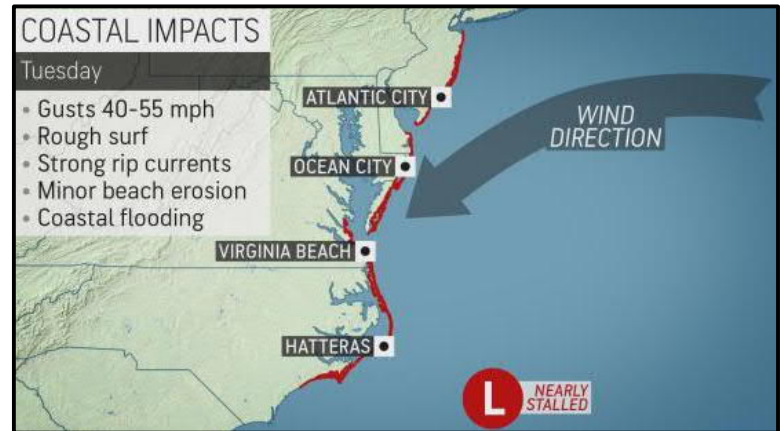 COASTAL IMPACTS
Tuesday
• Gusts 40-55 mph
• Rough surf
• Strong rip currents
• Minor beach erosion
• Coastal flooding
ATLANTIC CITY
WIND
DIRECTION
OCEAN CITY
VIRGINIA BEACH
HATTERAS
L
NEARLY
STALLED